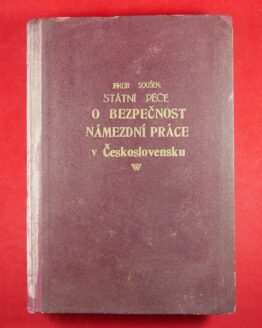 JAKUB SOUŠEK:
STÁTNÍ PÉČE
O BEZPEČNOST
NÁMEZDNÍ PRÁCE
v Československu